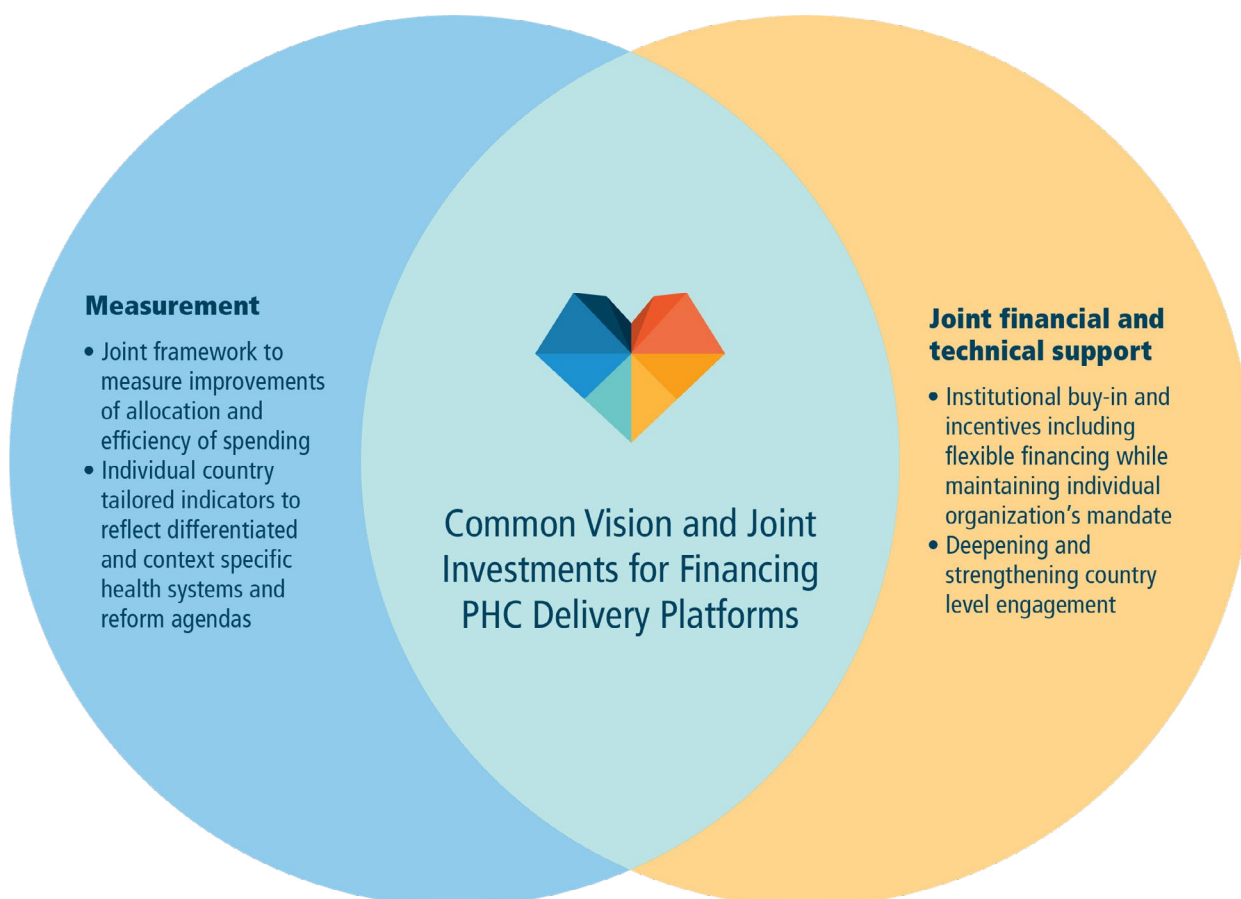 Measurement
• Joint framework to
measure improvements
of allocation and
efficiency of spending
• Individual country
tailored indicators to
reflect differentiated
and context specific
health systems and
reform agendas
Common Vision and Joint
Investments for Financing
PHC Delivery Platforms
Joint financial and
technical support
• Institutional buy-in and
incentives including
flexible financing while
maintaining individual
organization’s mandate
• Deepening and
strengthening country
level engagement